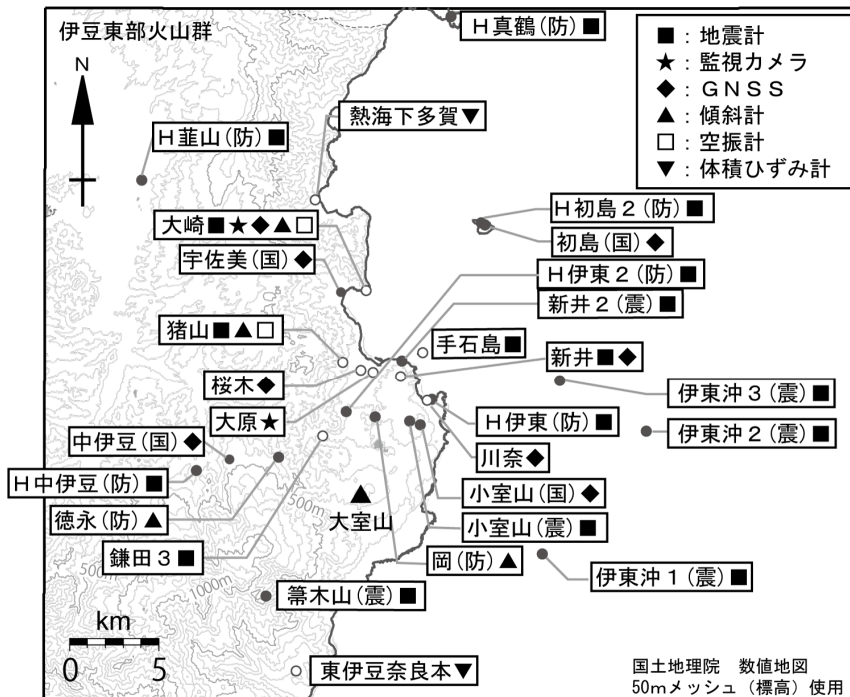 伊豆東部火山群
N
H真鶴(防)■
■：地震計
★：監視カメラ
◆：ＧＮＳＳ
▲：傾斜計
□：空振計
▼：体積ひずみ計
熱海下多賀▼
H韮山(防)■
H初島２(防)■
初島(国)◆
大崎■★◆▲□
宇佐美(国)◆
H伊東２(防)■
新井２(震)■
猪山■▲□
手石島■
新井■◆
桜木◆
伊東沖３(震)■
大原★
H伊東(防)■
伊東沖２(震)■
中伊豆(国)◆
川奈◆
H中伊豆(防)■
小室山(国)◆
500m
徳永(防)▲
大室山
小室山(震)■
鎌田３■
岡(防)▲
伊東沖１(震)■
500m
1000m
箒木山(震)■
km
0 5
東伊豆奈良本▼
国土地理院　数値地図
50mメッシュ（標高）使用